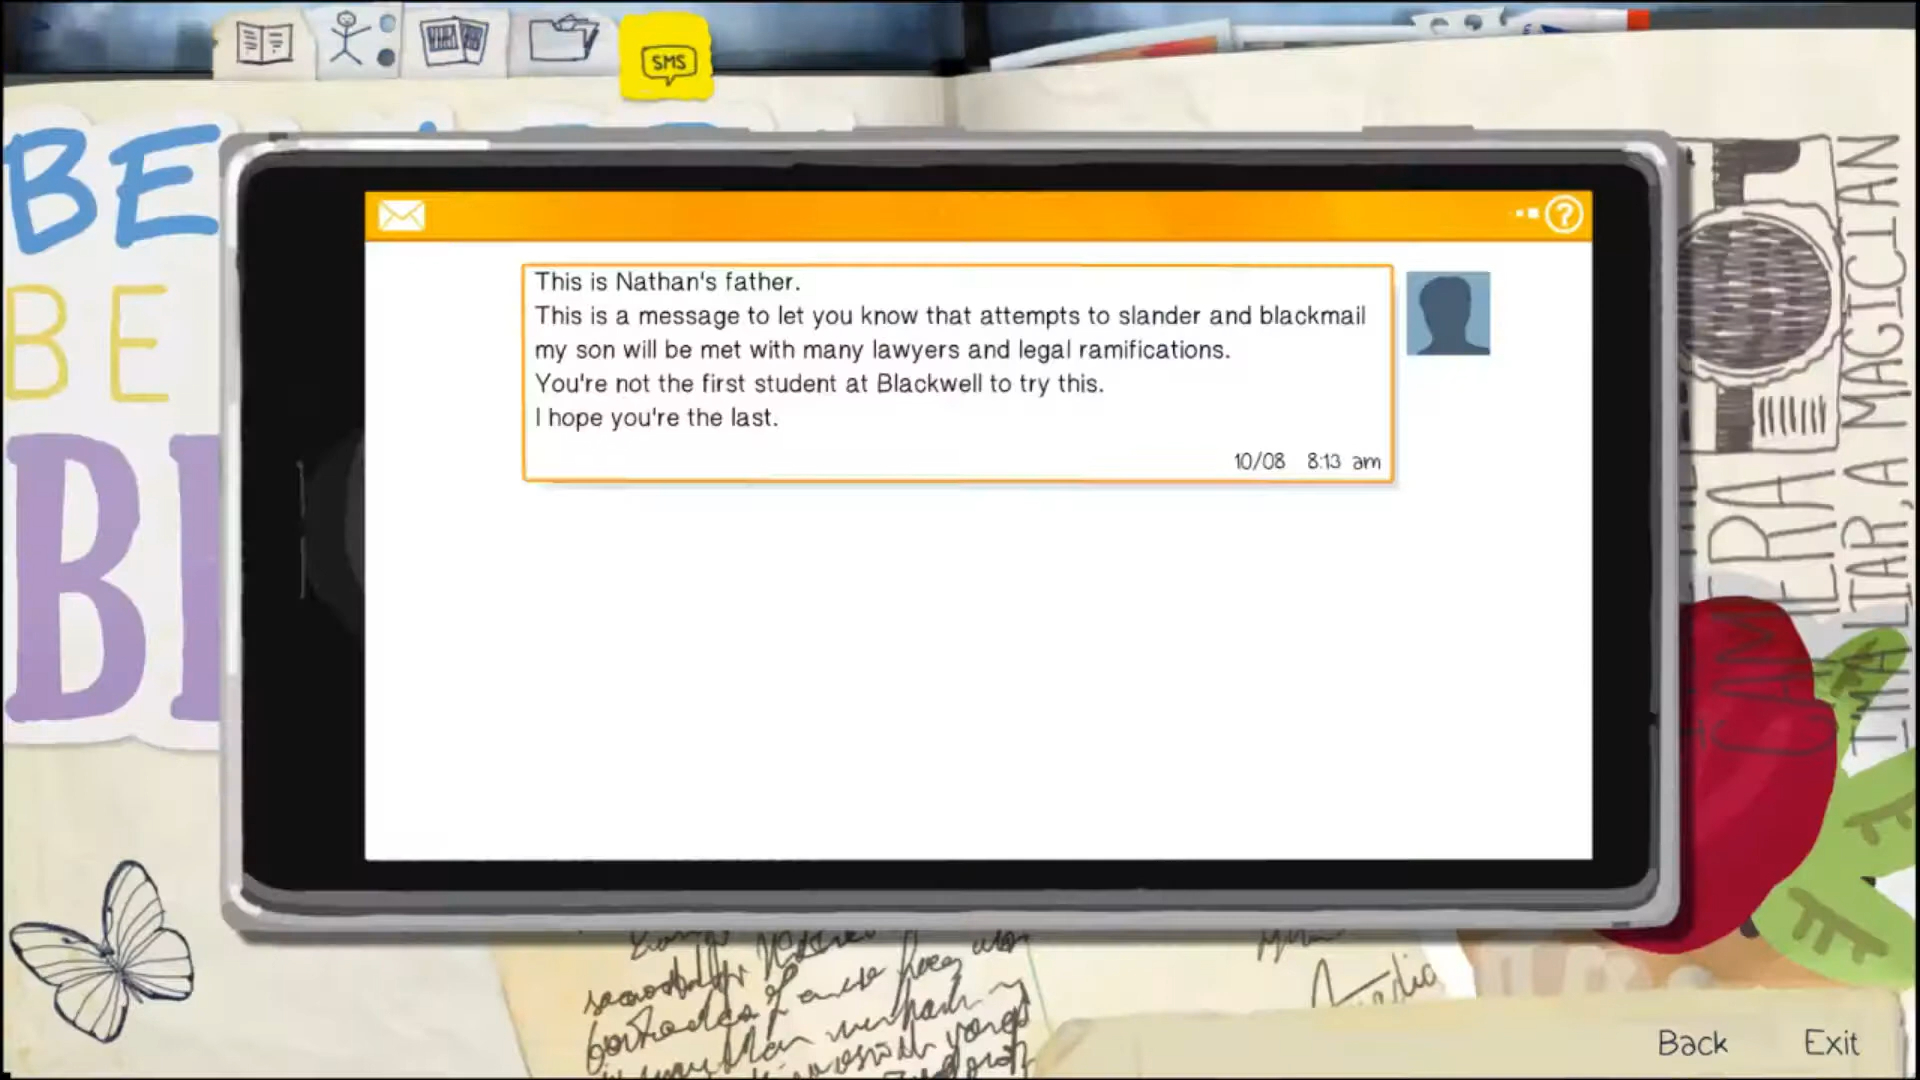 SMS
BE
BE
This is Nathan's father.
This is a message to let you know that attempts to slander and blackmail
my son will be met with many lawyers and legal ramifications.
You're not the first student at Blackwell to try this.
I hope you're the last.
10/08 8:13 am
?
CAMERA
LIAR, A MAGICIAN
Back
Exit